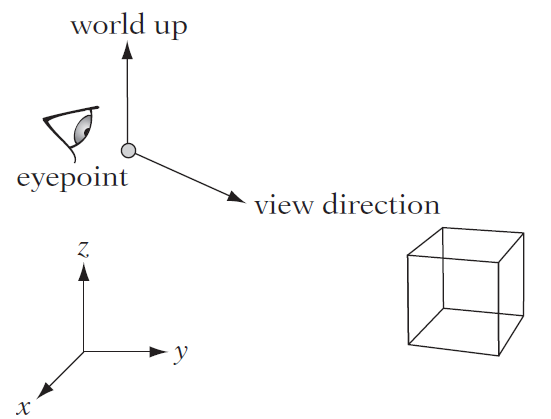 world up
eyepoint
view direction
z
y
x